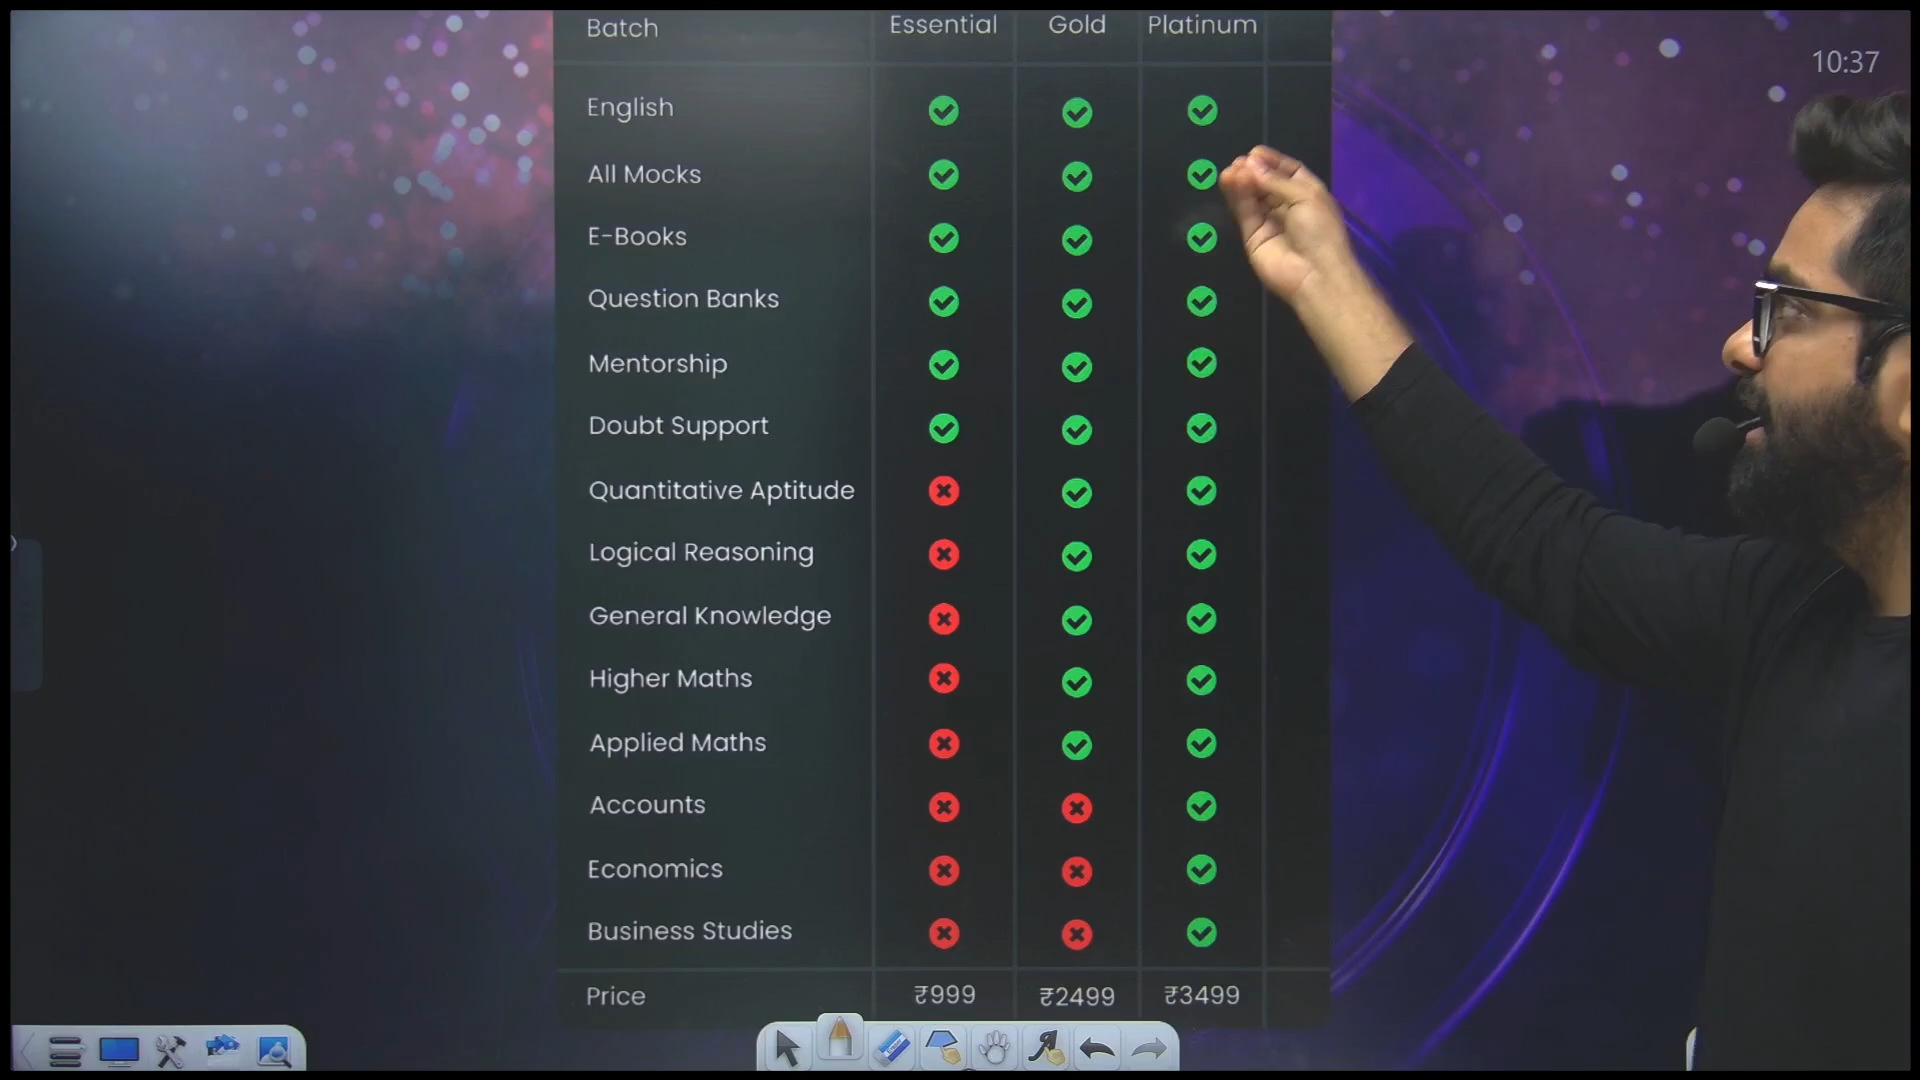 Batch Essential Gold Platinum
10:37
English
All Mocks
E-Books
Question Banks
Mentorship
Doubt Support
Quantitative Aptitude
Logical Reasoning
General Knowledge
Higher Maths
Applied Maths
Accounts
Economics
Business Studies
Price ₹999 ₹2499 ₹3499